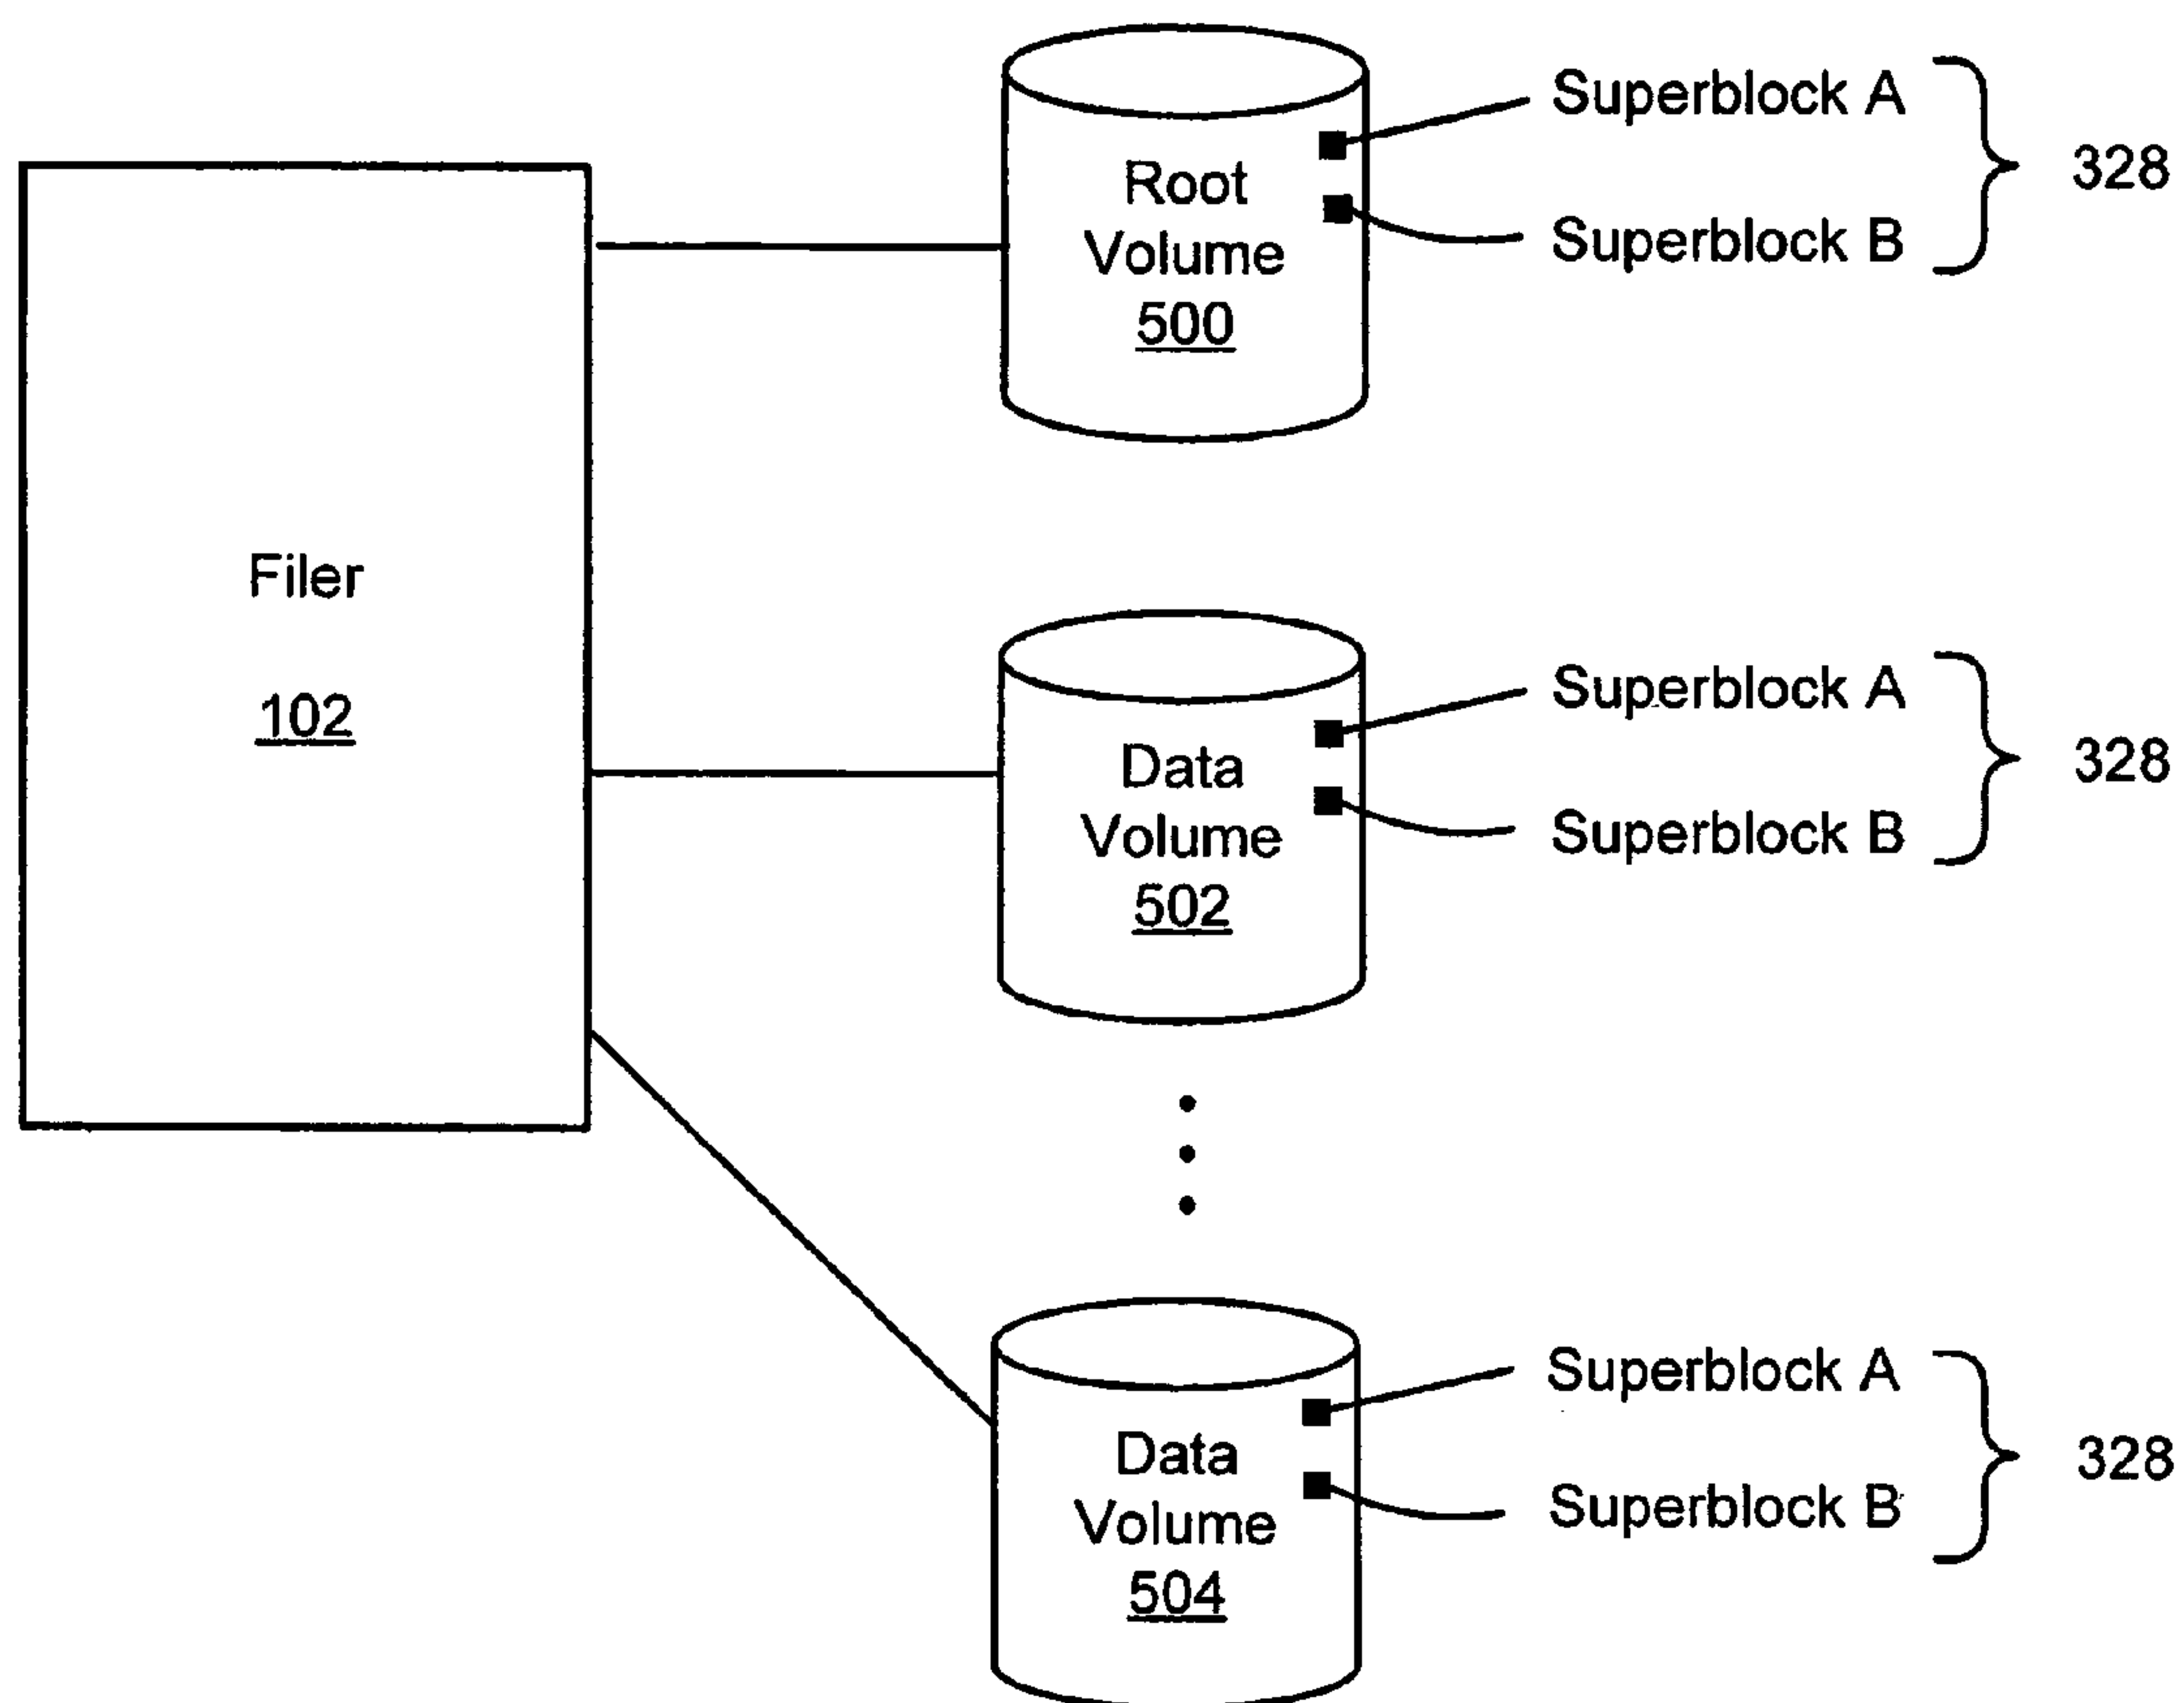 Filer
102
Root
Volume
500
Superblock A
Superblock B
328
Data
Volume
502
Superblock A
Superblock B
328
Data
Volume
504
Superblock A
Superblock B
328